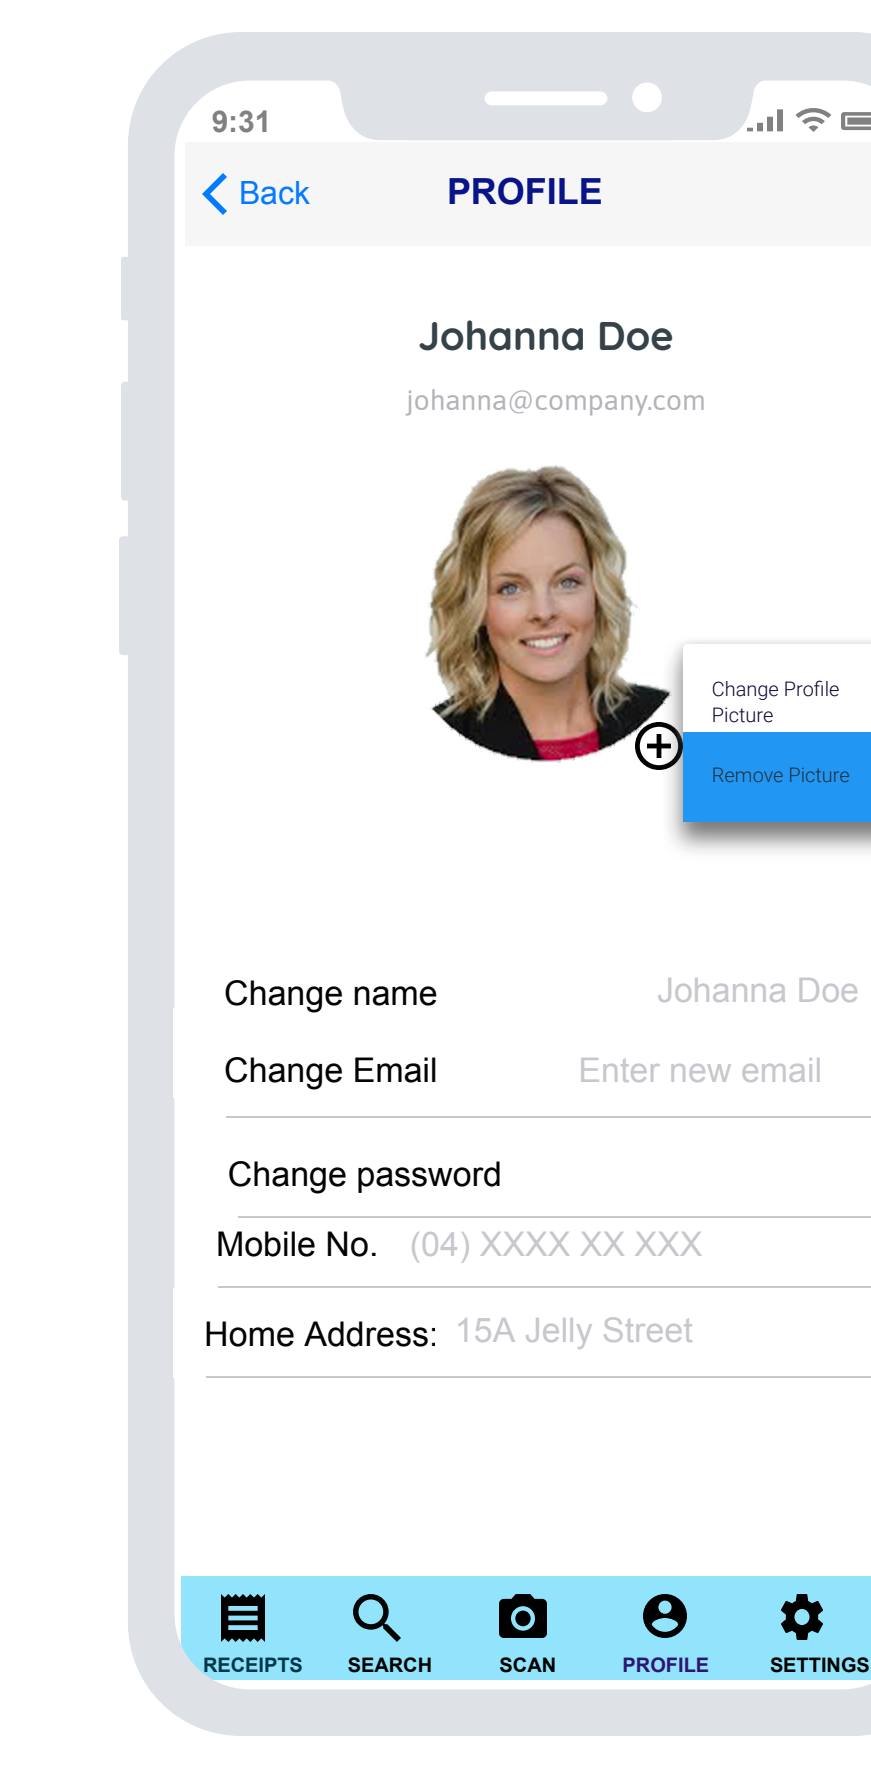 9:31
Back
PROFILE
Johanna Doe
johanna@company.com
Change Profile
Picture
Remove Picture
Change name Johanna Doe
Change Email Enter new email
Change password
Mobile No. (04) XXXX XX XXX
Home Address: 15A Jelly Street
RECEIPTS SEARCH SCAN PROFILE SETTINGS